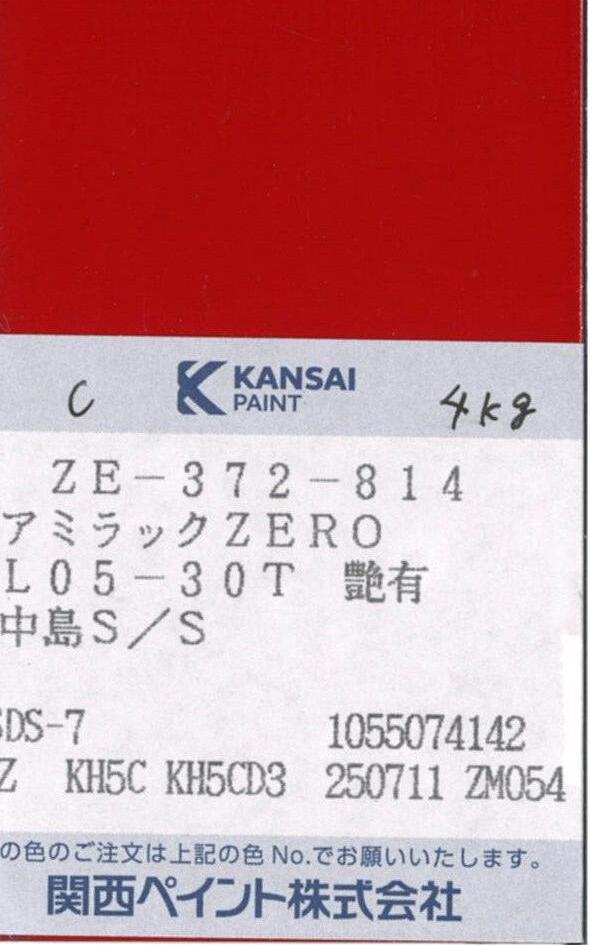 C KANSAI PAINT 4kg
ZE-372-814
アミラックZERO
L05-30T 艶有
中島S/S
SDS-7 1055074142
Z KH5C KH5CD3 250711 ZM054
の色のご注文は上記の色No.でお願いいたします。
関西ペイント株式会社